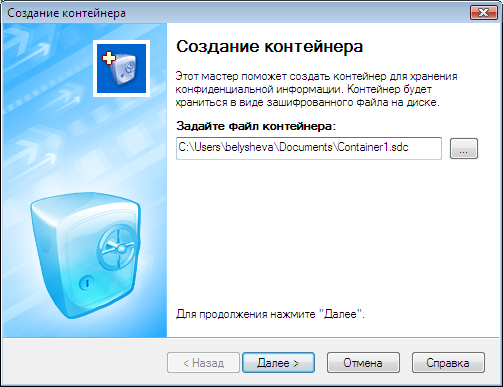 Создание контейнера
Создание контейнера
Этот мастер поможет создать контейнер для хранения
конфиденциальной информации. Контейнер будет
храниться в виде зашифрованного файла на диске.
Задайте файл контейнера:
C:\Users\belysheva\Documents\Container1.sdc
...
Для продолжения нажмите "Далее".
< Назад
Далее >
Отмена
Справка